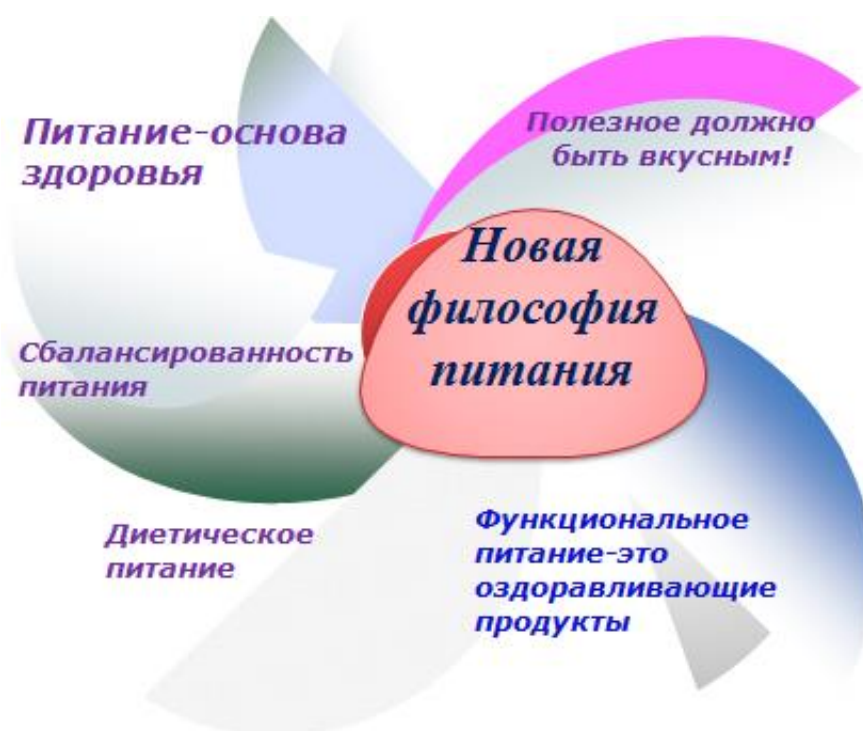 Питание-основа
здоровья
Полезное должно
быть вкусным!
Новая
философия
питания
Сбалансированность
питания
Диетическое
питание
Функциональное
питание-это
оздоравливающие
продукты